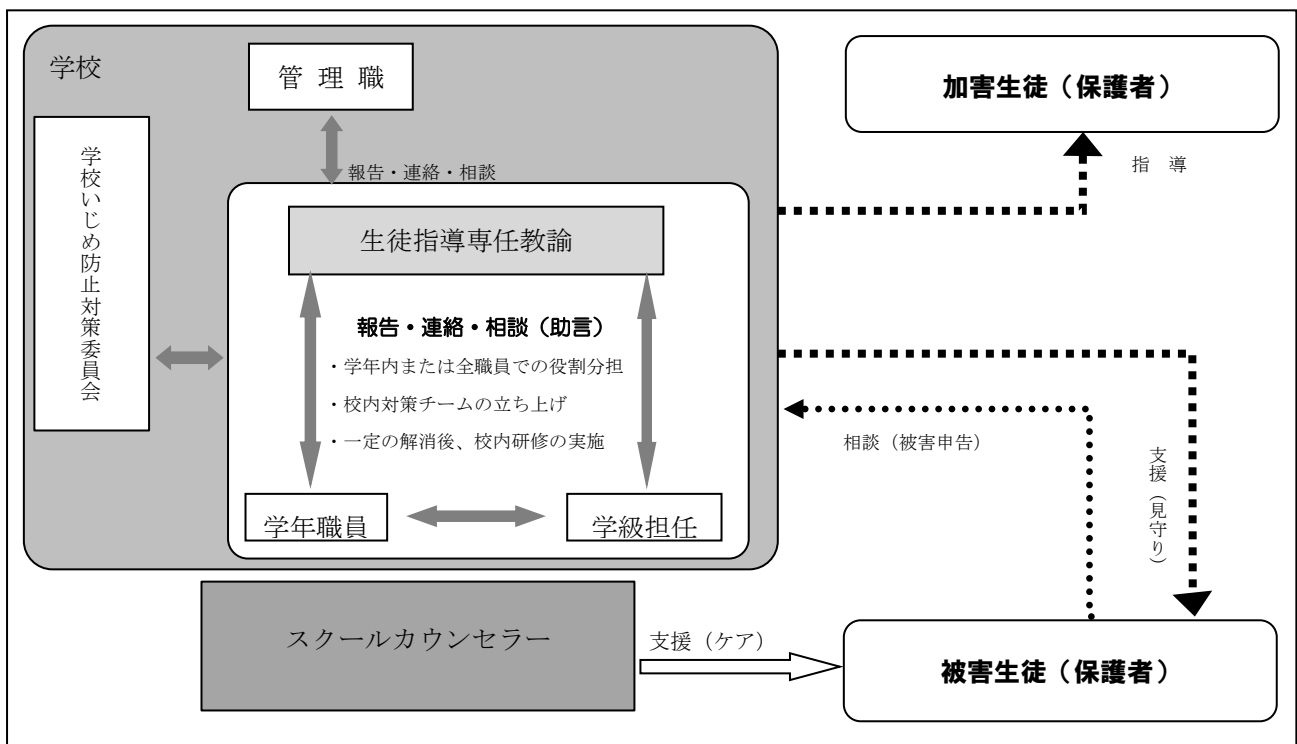 学校
管 理 職
加害生徒（保護者）
学校いじめ防止対策委員会
報告・連絡・相談
指　導
生徒指導専任教諭
報告・連絡・相談（助言）
・学年内または全職員での役割分担
・校内対策チームの立ち上げ
・一定の解消後、校内研修の実施
相談（被害申告）
支援（見守り）
学年職員
学級担任
スクールカウンセラー
支援（ケア）
被害生徒（保護者）